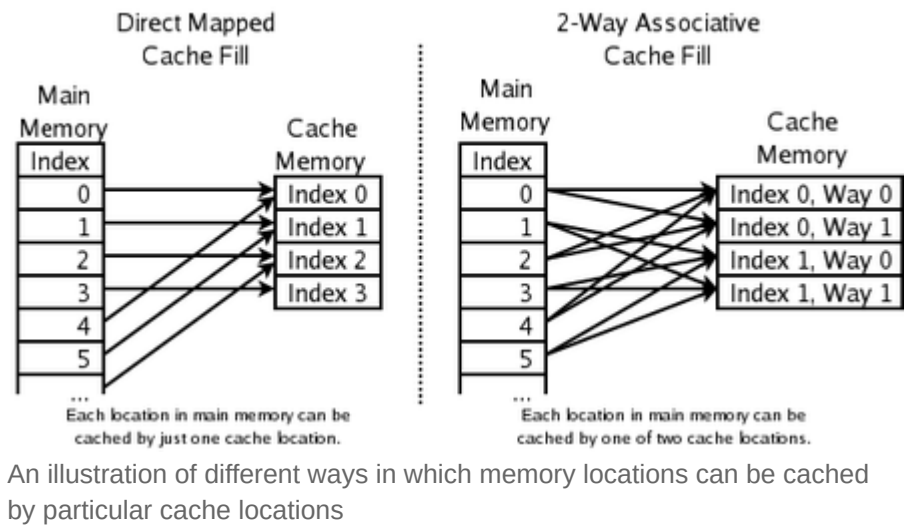 Direct Mapped
Cache Fill
Main
Memory
Index
0
1
2
3
4
5
...
Cache
Memory
Index 0
Index 1
Index 2
Index 3
Each location in main memory can be
cached by just one cache location.
2-Way Associative
Cache Fill
Main
Memory
Index
0
1
2
3
4
5
...
Cache
Memory
Index 0, Way 0
Index 0, Way 1
Index 1, Way 0
Index 1, Way 1
Each location in main memory can be
cached by one of two cache locations.
An illustration of different ways in which memory locations can be cached
by particular cache locations